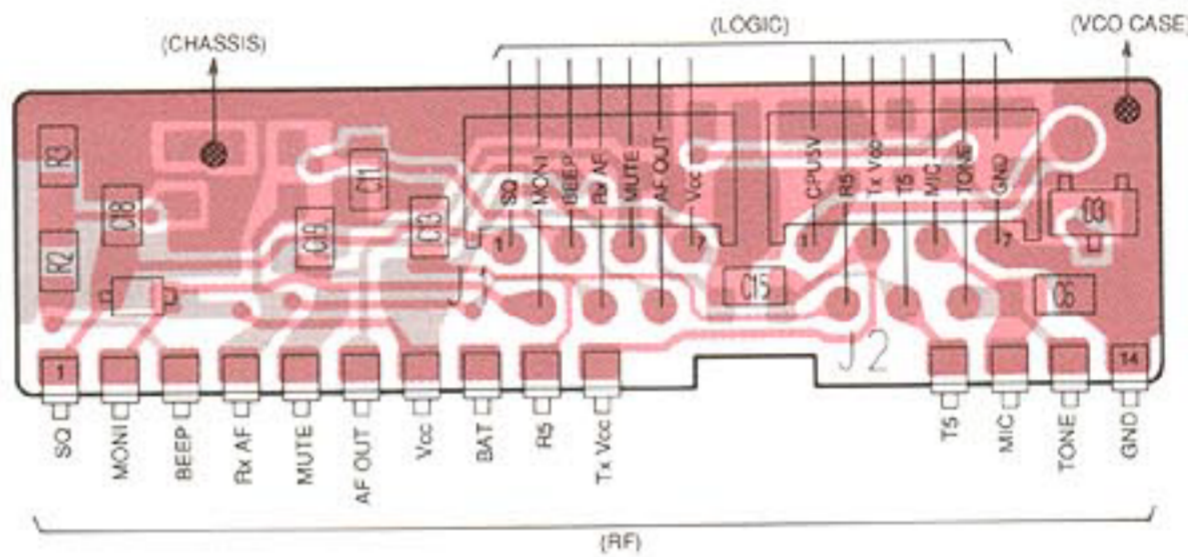 (CHASSIS)
(LOGIC)
(VCO CASE)
R3
C18
R2
C19
C11
C13
SQ
MONI
BEEP
Rx AF
MUTE
AF OUT
Vcc
CPU5V
R5
Tx Vcc
T5
MIC
TONE
GND
1
7
1
7
C15
C6
J2
1
14
SQ
MONI
BEEP
Rx AF
MUTE
AF OUT
Vcc
BAT
R5
Tx Vcc
T5
MIC
TONE
GND
(RF)